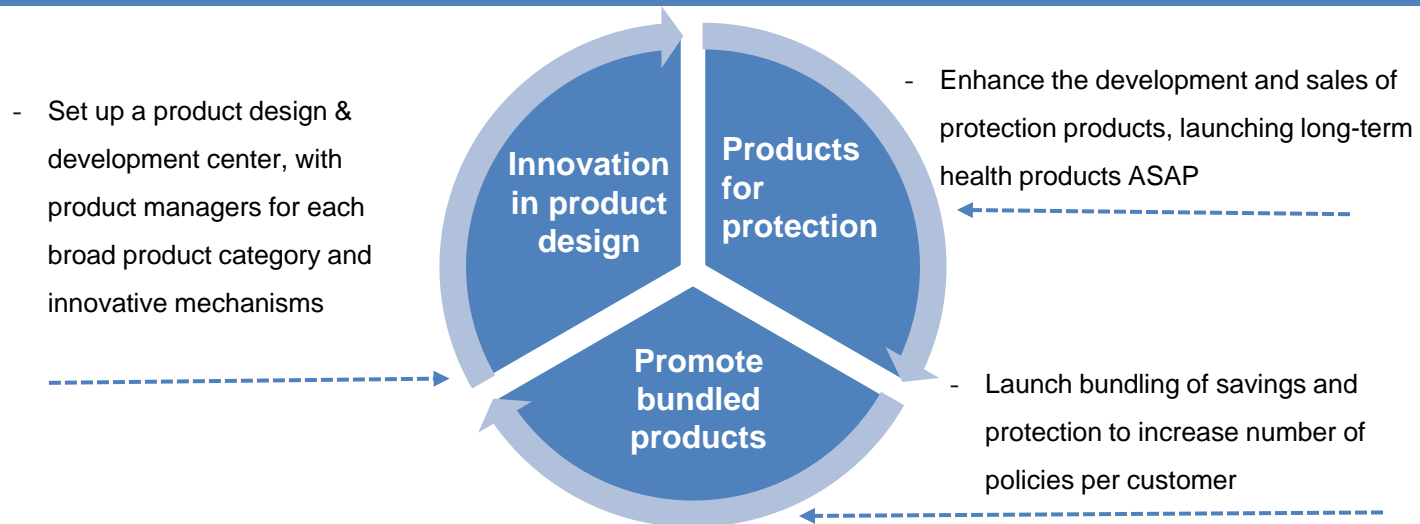 - Set up a product design &
development center, with
product managers for each
broad product category and
innovative mechanisms
Innovation
in product
design
Products
for
protection
- Enhance the development and sales of
protection products, launching long-term
health products ASAP
Promote
bundled
products
- Launch bundling of savings and
protection to increase number of
policies per customer